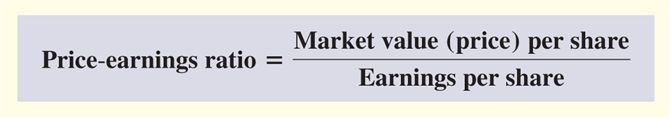 Price-earnings ratio = Market value (price) per share
Earnings per share